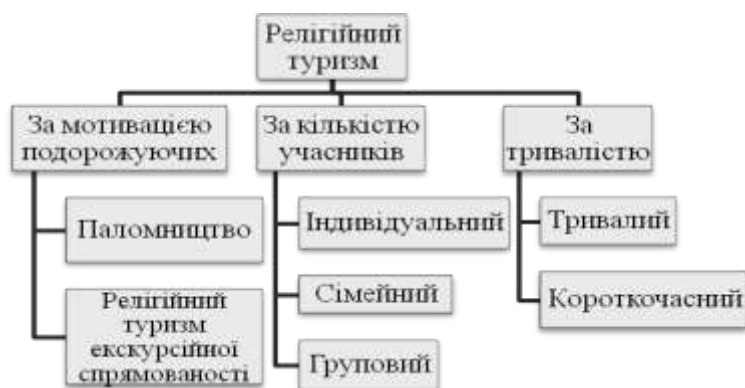 Релігійний
туризм
За мотивацією
подорожуючих
За кількістю
учасників
За
тривалістю
Паломництво
Релігійний
туризм
екскурсійної
спрямованості
Індивідуальний
Сімейний
Груповий
Тривалий
Короткочасний